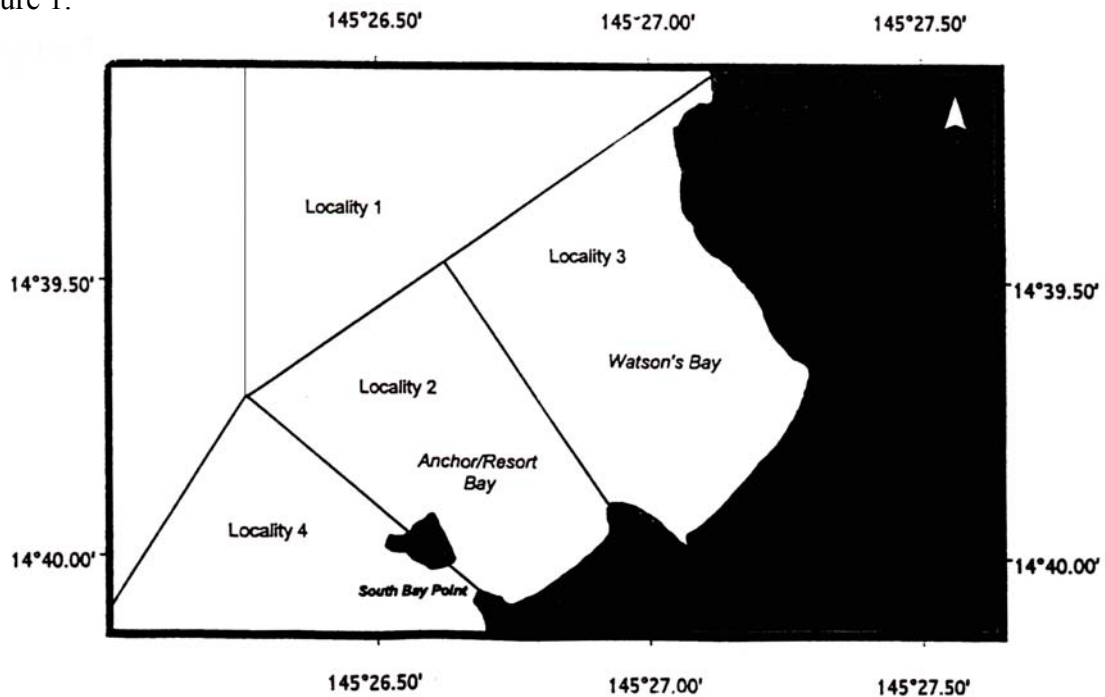 ure 1.
145°26.50' 145°27.00' 145°27.50'
Locality 1
Locality 3
14°39.50' 14°39.50'
Watson's Bay
Locality 2
Anchor/Resort
Bay
Locality 4
14°40.00' 14°40.00'
South Bay Point
145°26.50' 145°27.00' 145°27.50'